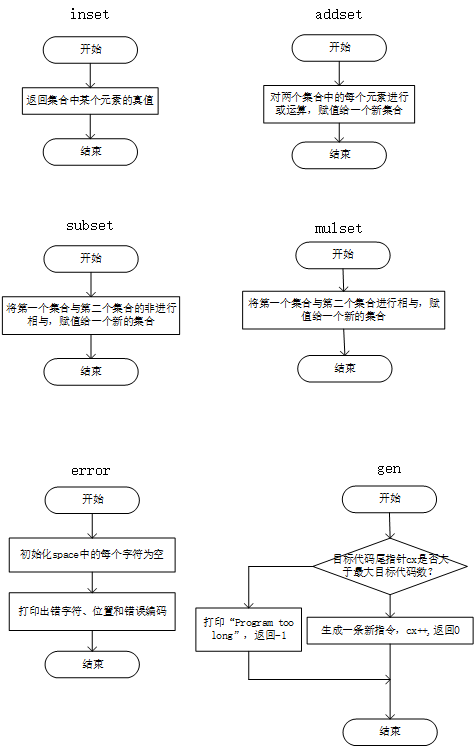 inset
开始
返回集合中某个元素的真值
结束
addset
开始
对两个集合中的每个元素进行
或运算，赋值给一个新集合
结束
subset
开始
将第一个集合与第二个集合的非进行
相与，赋值给一个新的集合
结束
mulset
开始
将第一个集合与第二个集合进行相与，赋
值给一个新的集合
结束
error
开始
初始化space中的每个字符为空
打印出错字符、位置和错误编码
结束
gen
开始
目标代码尾指针cx是否大
于最大目标代码数？
打印“Program too
long”，返回-1
生成一条新指令，cx++,返回0
结束